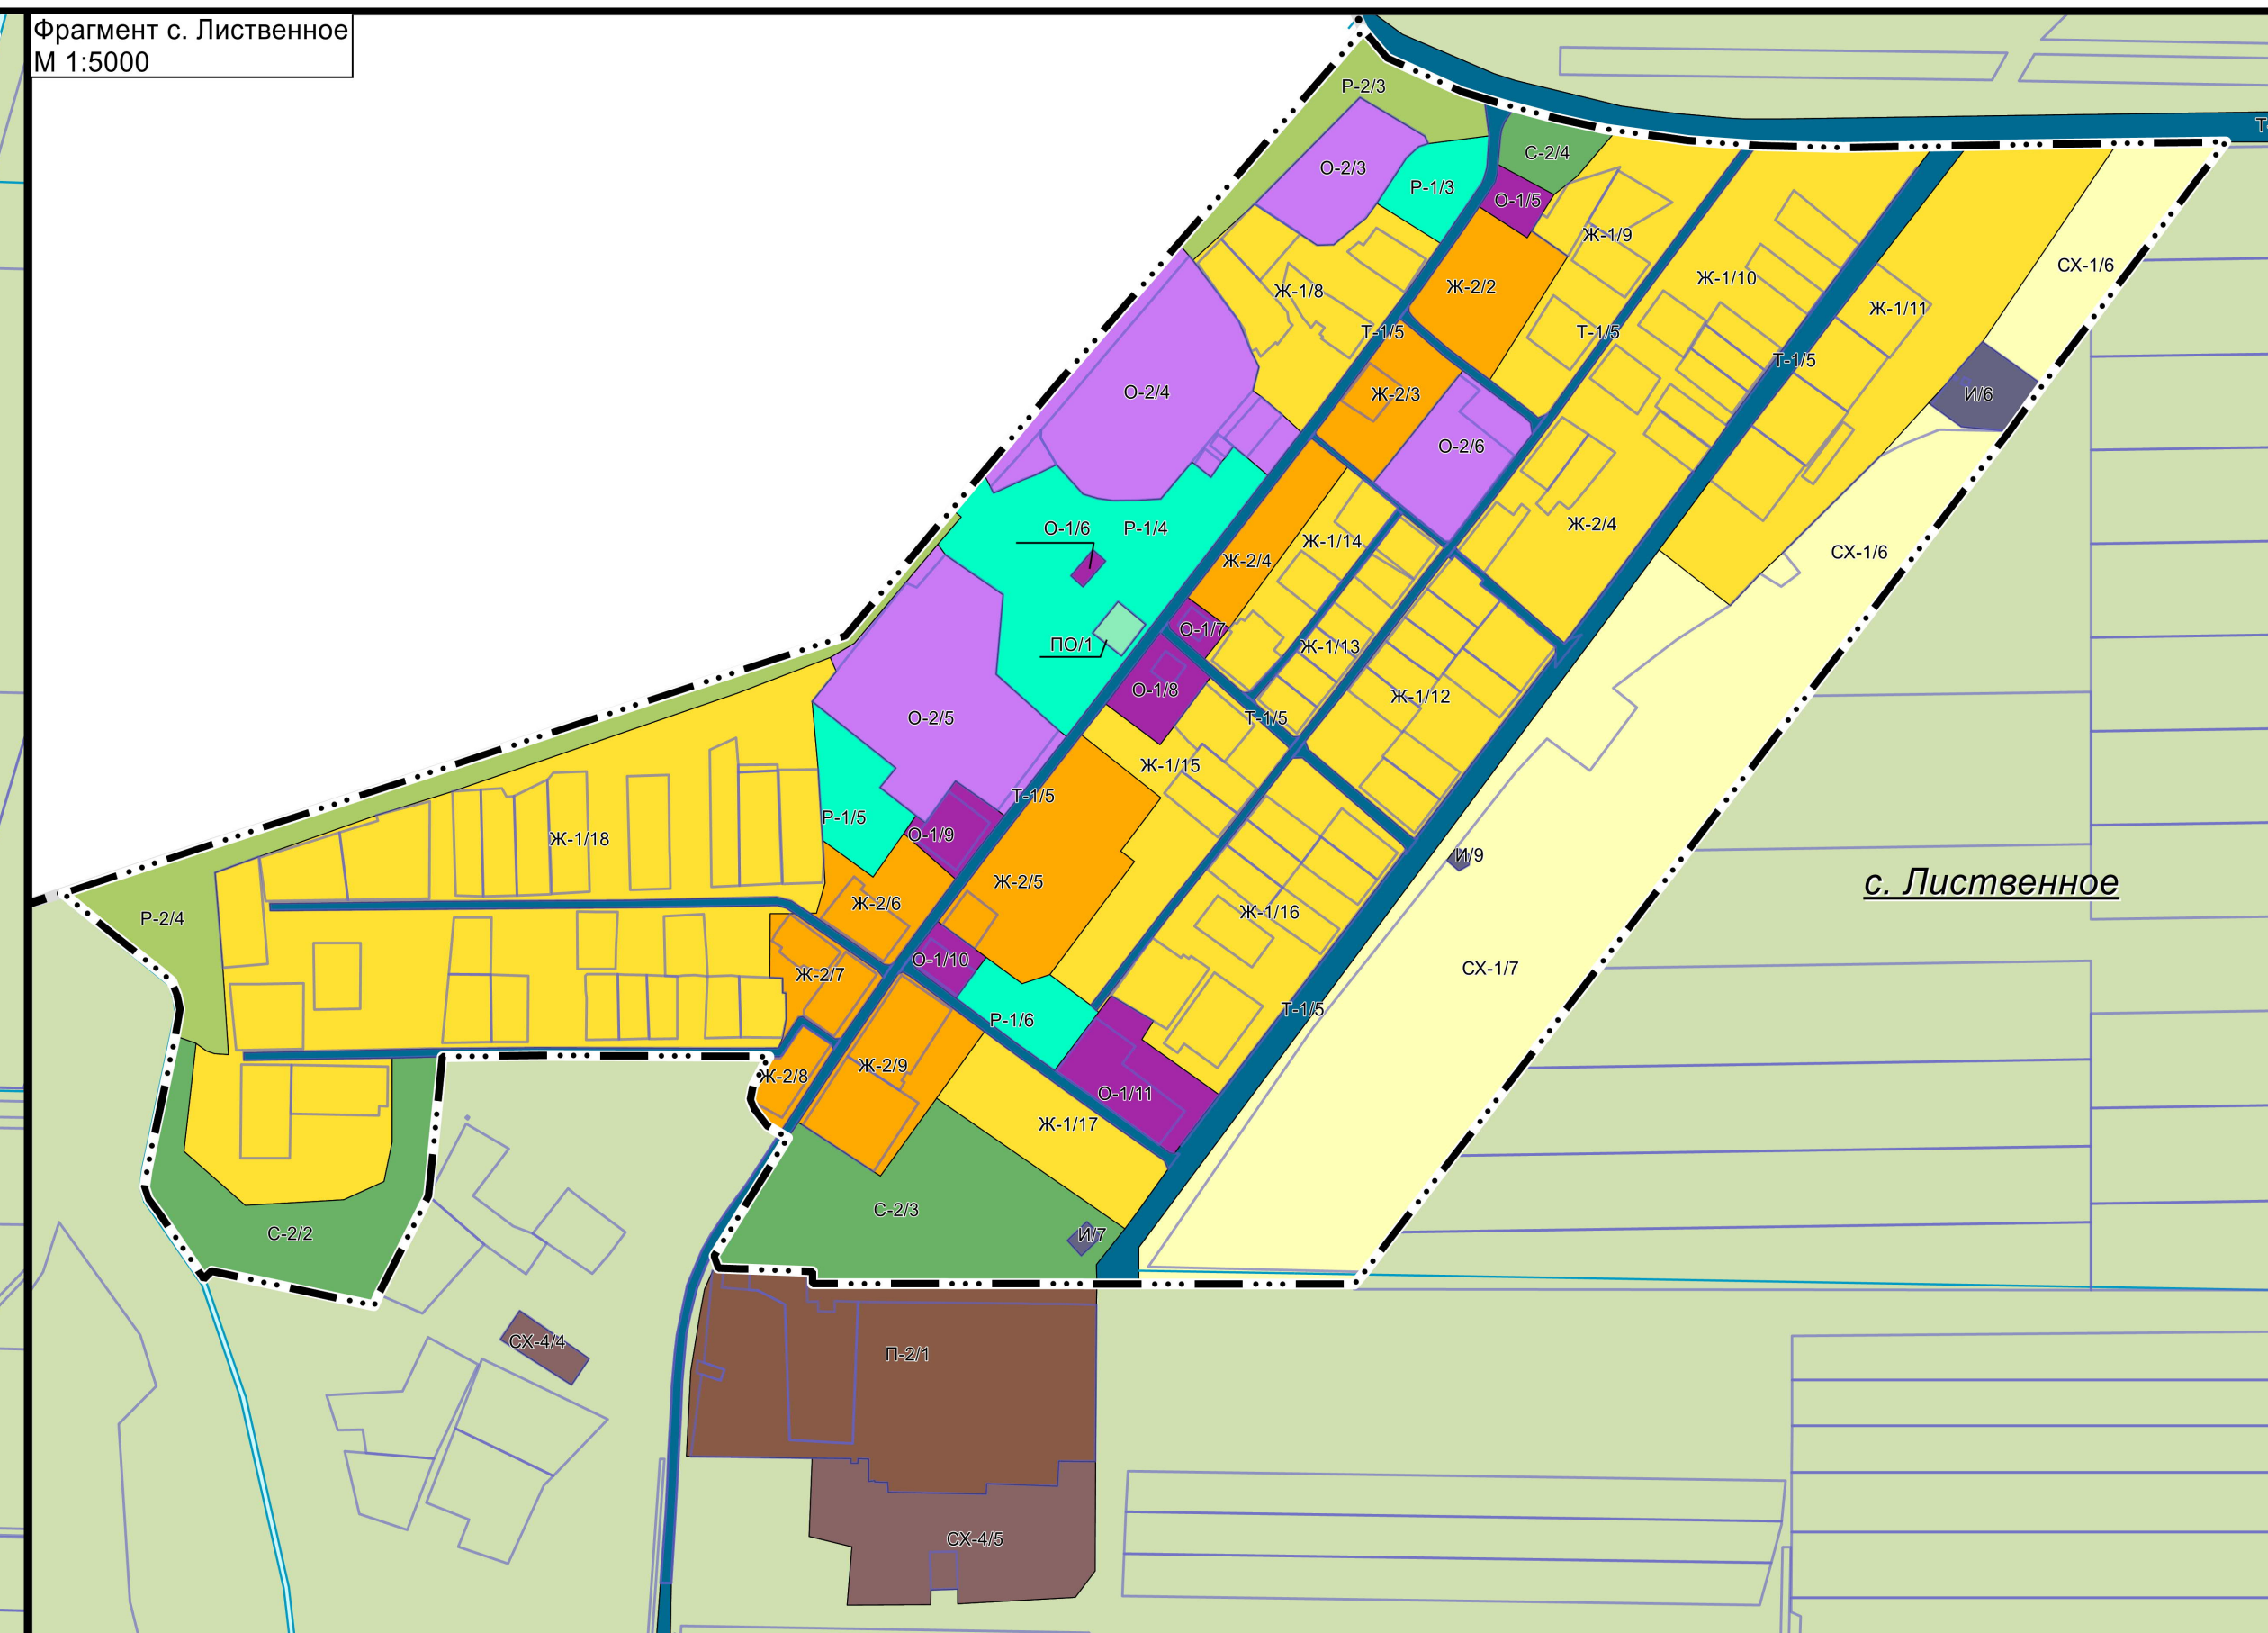 Фрагмент с. Лиственное
М 1:5000
Р-2/3
Т-
О-2/3
С-2/4
Р-1/3
О-1/5
Ж-1/9
СХ-1/6
Ж-1/10
Ж-2/2
Ж-1/8
Ж-1/11
Т-1/5
Т-1/5
Т-1/5
О-2/4
Ж-2/3
И/6
О-2/6
О-1/6
Р-1/4
Ж-2/4
Ж-1/14
СХ-1/6
Ж-2/4
О-1/7
ПО/1
Ж-1/13
О-1/8
Ж-1/12
О-2/5
Т-1/5
Ж-1/15
Т-1/5
Р-1/5
О-1/9
Ж-1/18
И/9
Ж-2/5
с. Лиственное
Ж-2/6
Ж-1/16
Р-2/4
О-1/10
СХ-1/7
Ж-2/7
Т-1/5
Р-1/6
Ж-2/9
Ж-2/8
О-1/11
Ж-1/17
С-2/3
С-2/2
И/7
СХ-4/4
П-2/1
СХ-4/5